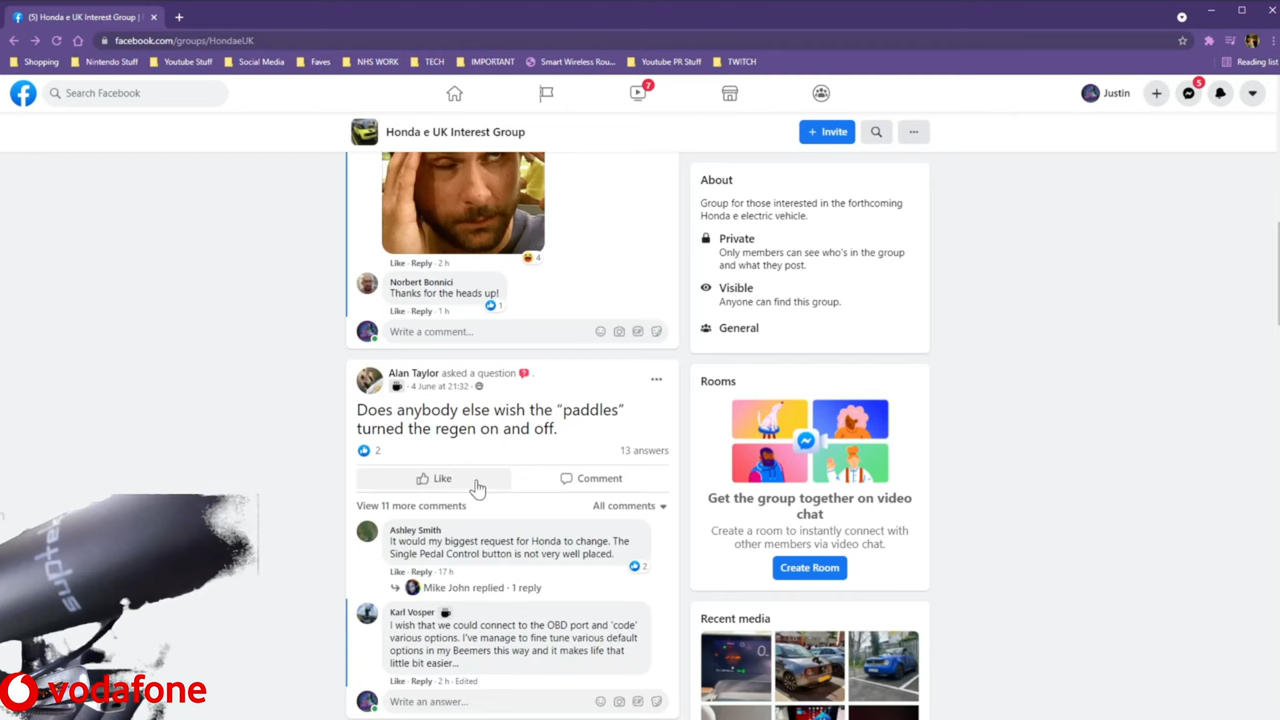 (5) Honda e UK Interest Group |
facebook.com/groups/HondaeUK
Shopping
Nintendo Stuff
Youtube Stuff
Social Media
Faves
NHS WORK
TECH
IMPORTANT
Smart Wireless Rou...
Youtube PR Stuff
TWITCH
Reading list
Search Facebook
7
Justin
5
Honda e UK Interest Group
+ Invite
Like · Reply · 2 h
4
Norbert Bonnici
Thanks for the heads up!
1
Like · Reply · 1 h
Write a comment...
Alan Taylor asked a question
4 June at 21:32
Does anybody else wish the “paddles”
turned the regen on and off.
2
13 answers
Like
Comment
View 11 more comments
All comments
Ashley Smith
It would my biggest request for Honda to change. The
Single Pedal Control button is not very well placed.
2
Like · Reply · 17 h
Mike John replied · 1 reply
Karl Vosper
I wish that we could connect to the OBD port and 'code'
various options. I've manage to fine tune various default
options in my Beemers this way and it makes life that
little bit easier...
Like · Reply · 2 h · Edited
Write an answer...
About
Group for those interested in the forthcoming
Honda e electric vehicle.
Private
Only members can see who's in the group
and what they post.
Visible
Anyone can find this group.
General
Rooms
Get the group together on video
chat
Create a room to instantly connect with
other members via video chat.
Create Room
Recent media
vodafone